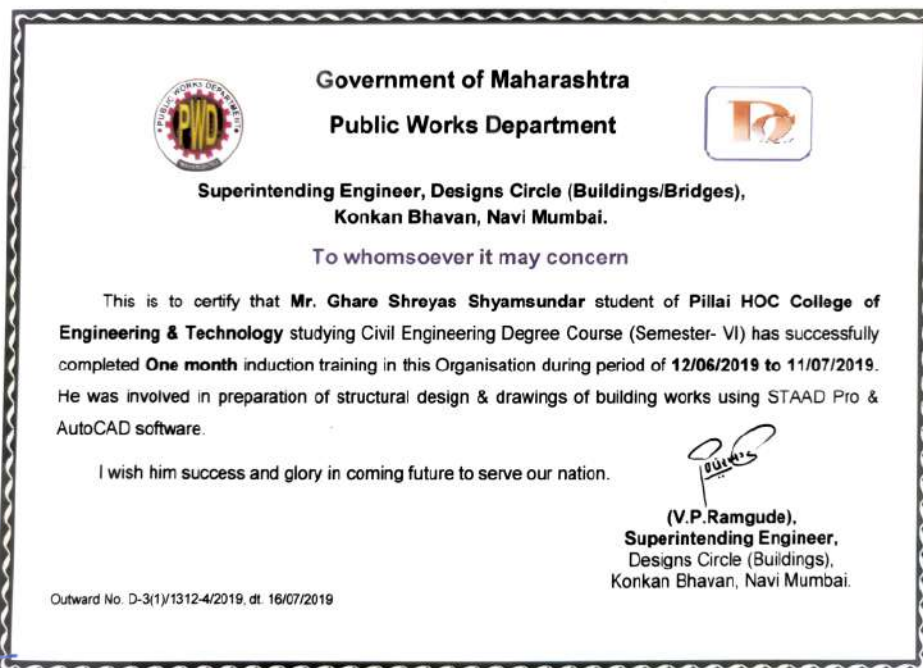 Government of Maharashtra
PUBLIC WORKS DEPARTMENT
PWD
Public Works Department
Superintending Engineer, Designs Circle (Buildings/Bridges),
Konkan Bhavan, Navi Mumbai.
To whomsoever it may concern
This is to certify that Mr. Ghare Shreyas Shyamsundar student of Pillai HOC College of
Engineering & Technology studying Civil Engineering Degree Course (Semester- VI) has successfully
completed One month induction training in this Organisation during period of 12/06/2019 to 11/07/2019.
He was involved in preparation of structural design & drawings of building works using STAAD Pro &
AutoCAD software.
I wish him success and glory in coming future to serve our nation.
(V.P.Ramgude),
Superintending Engineer,
Designs Circle (Buildings),
Konkan Bhavan, Navi Mumbai.
Outward No. D-3(1)/1312-4/2019, dt. 16/07/2019